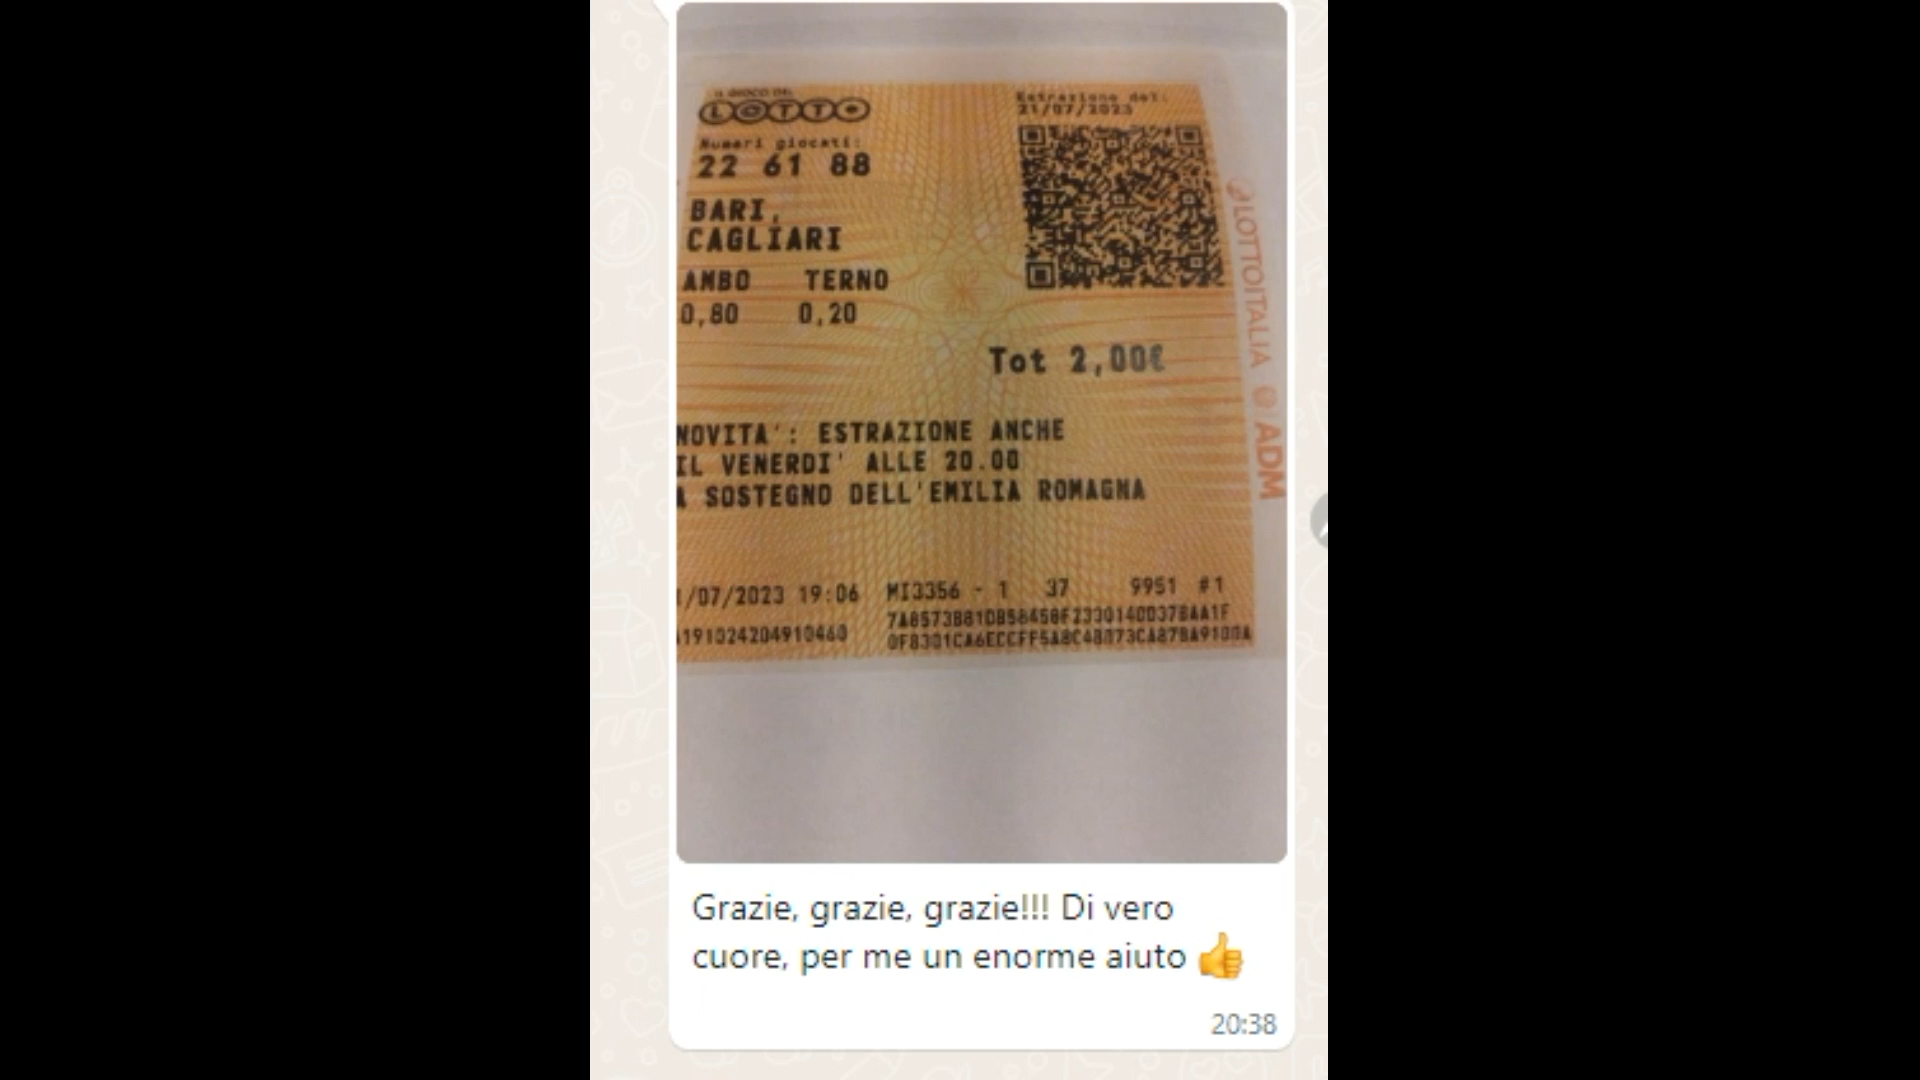 IL GIOCO DEL
LOTTO
Estrazione del:
21/07/2023
Numeri giocati:
22 61 88
BARI,
CAGLIARI
AMBO TERNO
0,80 0,20
Tot 2,00€
NOVITA': ESTRAZIONE ANCHE
IL VENERDI' ALLE 20.00
A SOSTEGNO DELL'EMILIA ROMAGNA
/07/2023 19:06 MI3356 - 1 37 9951 #1
LOTTOITALIA ADM
Grazie, grazie, grazie!!! Di vero
cuore, per me un enorme aiuto 👍
20:38